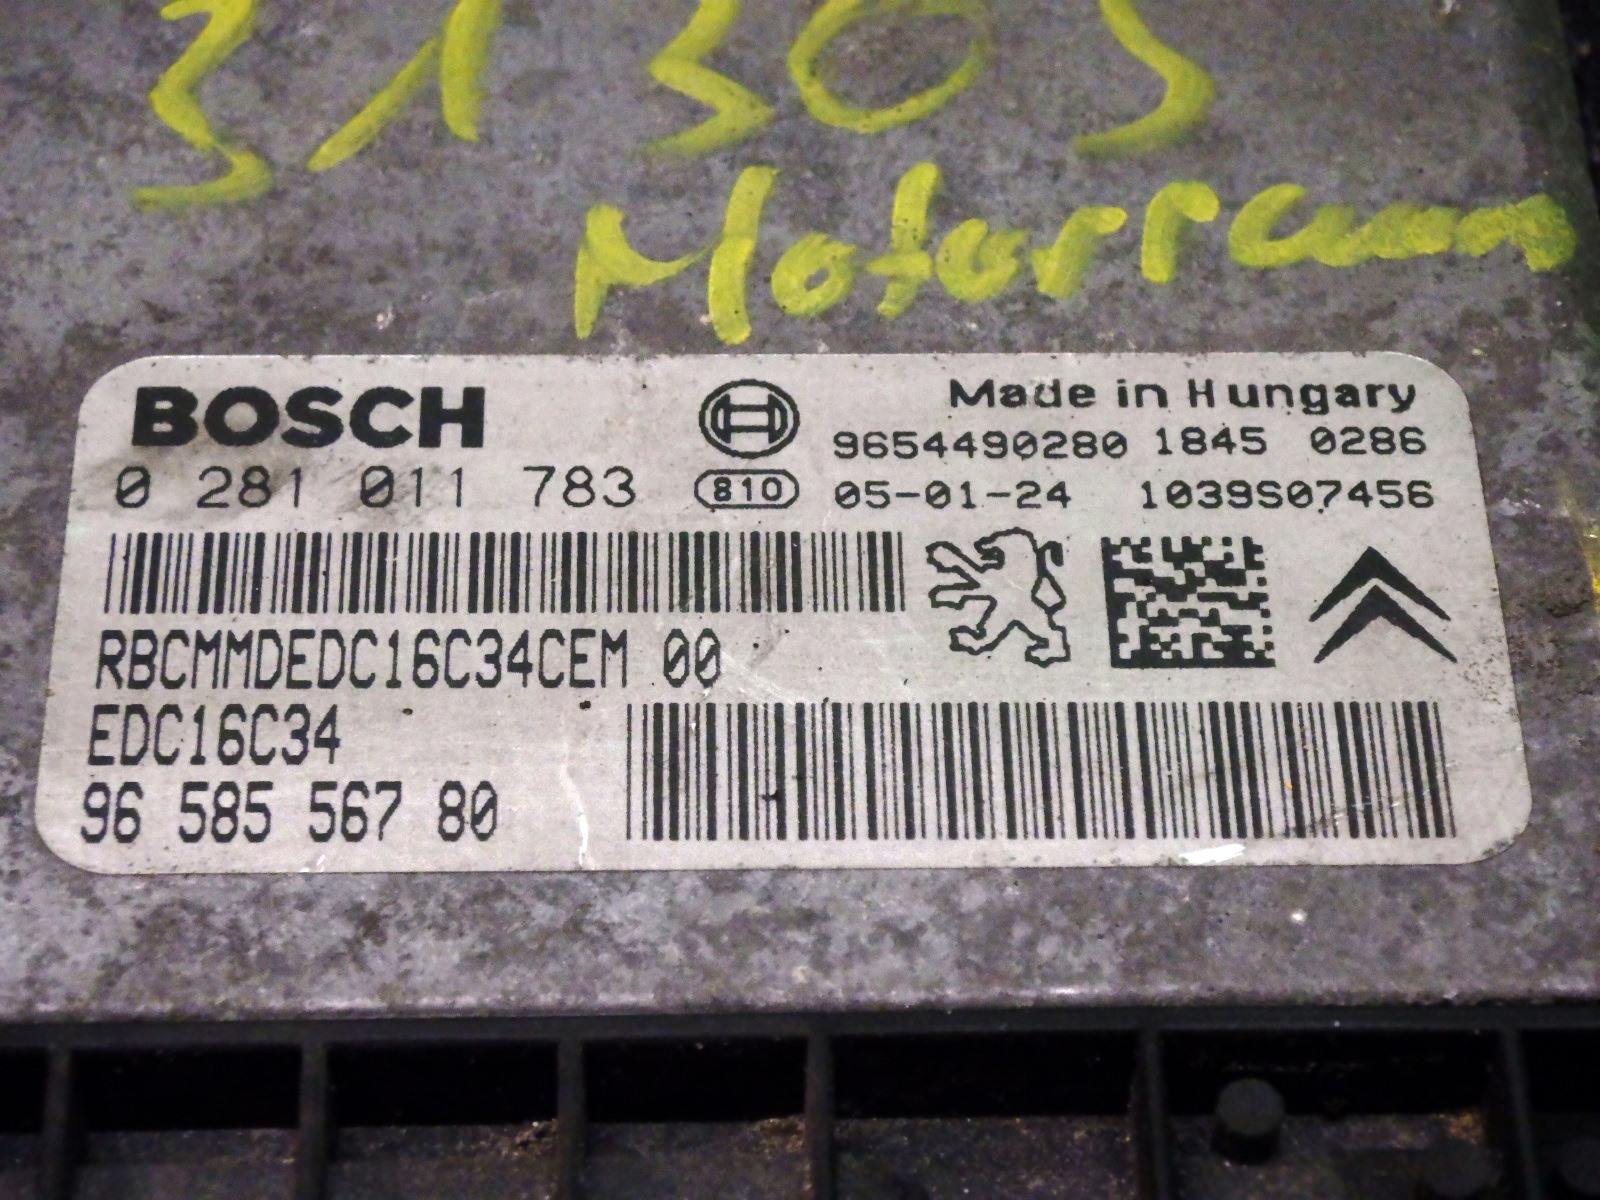 31305
Motorraum
BOSCH
Made in Hungary
9654490280 1845 0286
0 281 011 783
810
05-01-24 1039S07456
RBCMMDEDC16C34CEM 00
EDC16C34
96 585 567 80